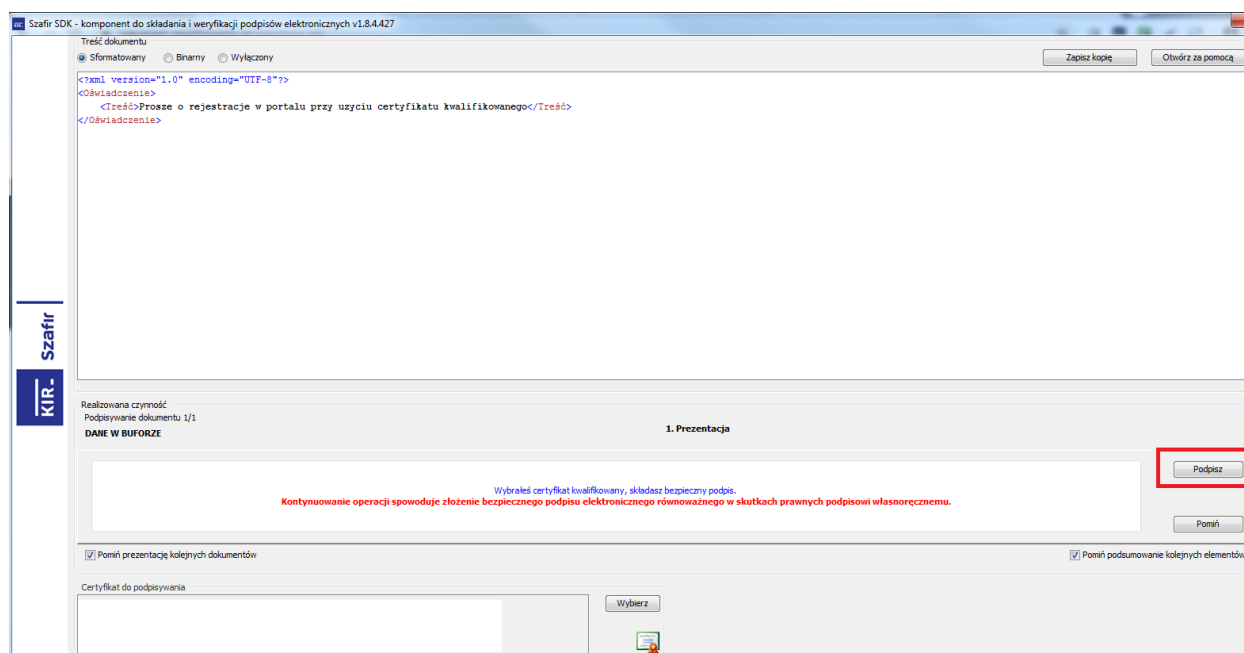 Szafir SDK - komponent do składania i weryfikacji podpisów elektronicznych v1.8.4.427
Treść dokumentu
Sformatowany Binarny Wyłączony Zapisz kopię Otwórz za pomocą
<?xml version="1.0" encoding="UTF-8"?>
<Oświadczenie>
<Treść>Prosze o rejestracje w portalu przy uzyciu certyfikatu kwalifikowanego</Treść>
</Oświadczenie>
Szafir
KIR
Realizowana czynność
Podpisywanie dokumentu 1/1
DANE W BUFORZE
1. Prezentacja
Podpisz
Wybrałeś certyfikat kwalifikowany, składasz bezpieczny podpis.
Kontynuowanie operacji spowoduje złożenie bezpiecznego podpisu elektronicznego równoważnego w skutkach prawnych podpisowi własnoręcznemu.
Pomiń
Pomiń prezentację kolejnych dokumentów Pomiń podsumowanie kolejnych elementów
Certyfikat do podpisywania
Wybierz